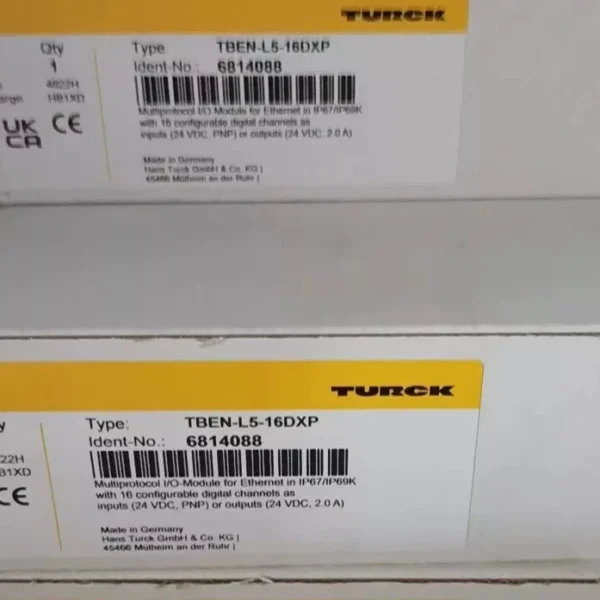 TURCK
Qty
Type
TBEN-L5-16DXP
1
Ident-No.:
6814088
4822H
HB1XD
Multiprotocol I/O Module for Ethernet in IP67/IP69K
with 16 configurable digital channels as
inputs (24 VDC, PNP) or outputs (24 VDC, 2.0 A)
UK
CA
CE
Made in Germany
Hans Turck GmbH & Co. KG |
45466 Mülheim an der Ruhr |
TURCK
Type:
TBEN-L5-16DXP
Ident-No.:
6814088
22H
B1XD
Multiprotocol I/O-Module for Ethernet in IP67/IP69K
with 16 configurable digital channels as
inputs (24 VDC, PNP) or outputs (24 VDC, 2.0 A)
CE
Made in Germany
Hans Turck GmbH & Co. KG |
45466 Mülheim an der Ruhr |